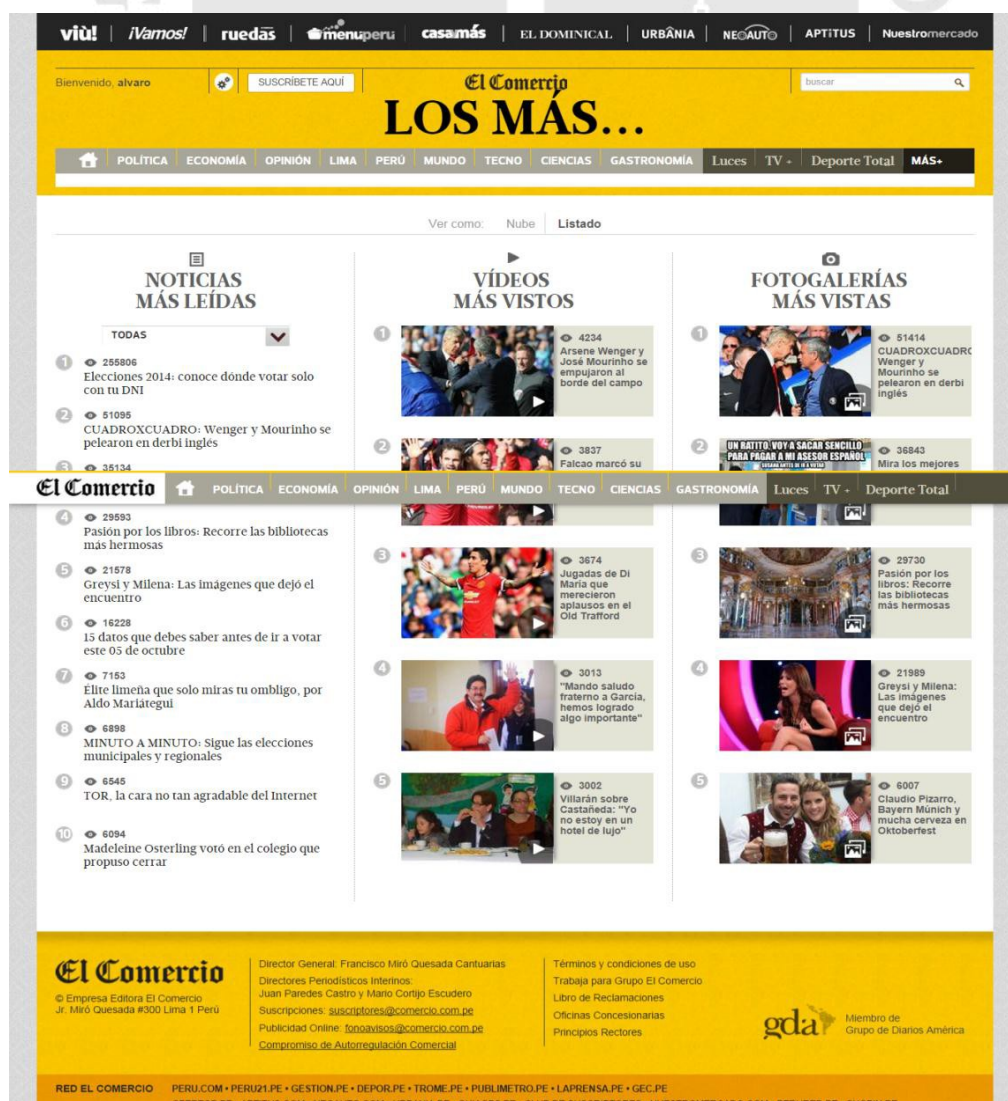 viù!
¡Vamos!
ruedas
menuperu
casamás
EL DOMINICAL
URBÂNIA
NEOAUTO
APTiTUS
Nuestromercado
Bienvenido, alvaro
SUSCRÍBETE AQUÍ
El Comercio
buscar
LOS MÁS...
POLÍTICA ECONOMÍA OPINIÓN LIMA PERÚ MUNDO TECNO CIENCIAS GASTRONOMÍA Luces TV + Deporte Total MÁS+
Ver como: Nube Listado
NOTICIAS
MÁS LEÍDAS
TODAS
1 255806
Elecciones 2014: conoce dónde votar solo
con tu DNI
2 51095
CUADROXCUADRO: Wenger y Mourinho se
pelearon en derbi inglés
3 35134
VÍDEOS
MÁS VISTOS
1 4234
Arsene Wenger y
José Mourinho se
empujaron al
borde del campo
2 3837
Falcao marcó su
FOTOGALERÍAS
MÁS VISTAS
1 51414
CUADROXCUADRO
Wenger y
Mourinho se
pelearon en derbi
inglés
2 UN RATITO, VOY A SACAR SENCILLO
PARA PAGAR A MI ASESOR ESPAÑOL
SUSANA ANTES DE IR A VOTAR
36843
Mira los mejores
El Comercio POLÍTICA ECONOMÍA OPINIÓN LIMA PERÚ MUNDO TECNO CIENCIAS GASTRONOMÍA Luces TV + Deporte Total
4 29593
Pasión por los libros: Recorre las bibliotecas
más hermosas
5 21578
Greysi y Milena: Las imágenes que dejó el
encuentro
6 16228
15 datos que debes saber antes de ir a votar
este 05 de octubre
7 7153
Élite limeña que solo miras tu ombligo, por
Aldo Mariátegui
8 6898
MINUTO A MINUTO: Sigue las elecciones
municipales y regionales
9 6545
TOR, la cara no tan agradable del Internet
10 6094
Madeleine Osterling votó en el colegio que
propuso cerrar
3 3674
Jugadas de Di
María que
merecieron
aplausos en el
Old Trafford
4 3013
"Mando saludo
fraterno a García,
hemos logrado
algo importante"
5 3002
Villarán sobre
Castañeda: "Yo
no estoy en un
hotel de lujo"
3 29730
Pasión por los
libros: Recorre
las bibliotecas
más hermosas
4 21989
Greysi y Milena:
Las imágenes
que dejó el
encuentro
5 6007
Claudio Pizarro,
Bayern Múnich y
mucha cerveza en
Oktoberfest
El Comercio
© Empresa Editora El Comercio
Jr. Miró Quesada #300 Lima 1 Perú
Director General: Francisco Miró Quesada Cantuarias
Directores Periodísticos Interinos:
Juan Paredes Castro y Mario Cortijo Escudero
Suscripciones: suscriptores@comercio.com.pe
Publicidad Online: fonoavisos@comercio.com.pe
Compromiso de Autorregulación Comercial
Términos y condiciones de uso
Trabaja para Grupo El Comercio
Libro de Reclamaciones
Oficinas Concesionarias
Principios Rectores
gda
Miembro de
Grupo de Diarios América
RED EL COMERCIO PERU.COM • PERU21.PE • GESTION.PE • DEPOR.PE • TROME.PE • PUBLIMETRO.PE • LAPRENSA.PE • GEC.PE